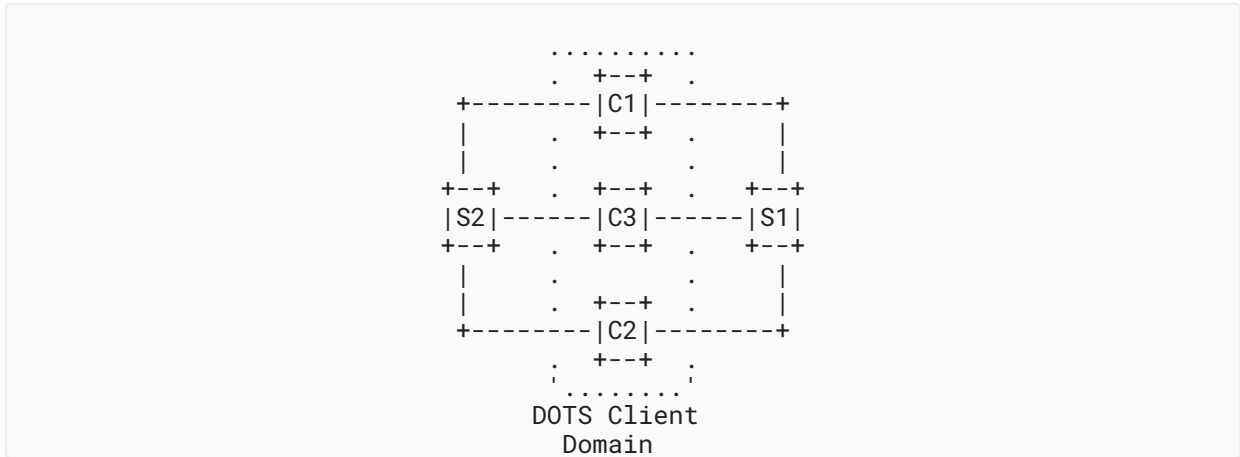 ..........
.  +--+  .
+--------|C1|--------+
|     .  +--+  .     |
|     .        .     |
+--+   .  +--+  .   +--+
|S2|------|C3|------|S1|
+--+   .  +--+  .   +--+
|     .        .     |
|     .  +--+  .     |
+--------|C2|--------+
.  +--+  .
'........'
DOTS Client
Domain